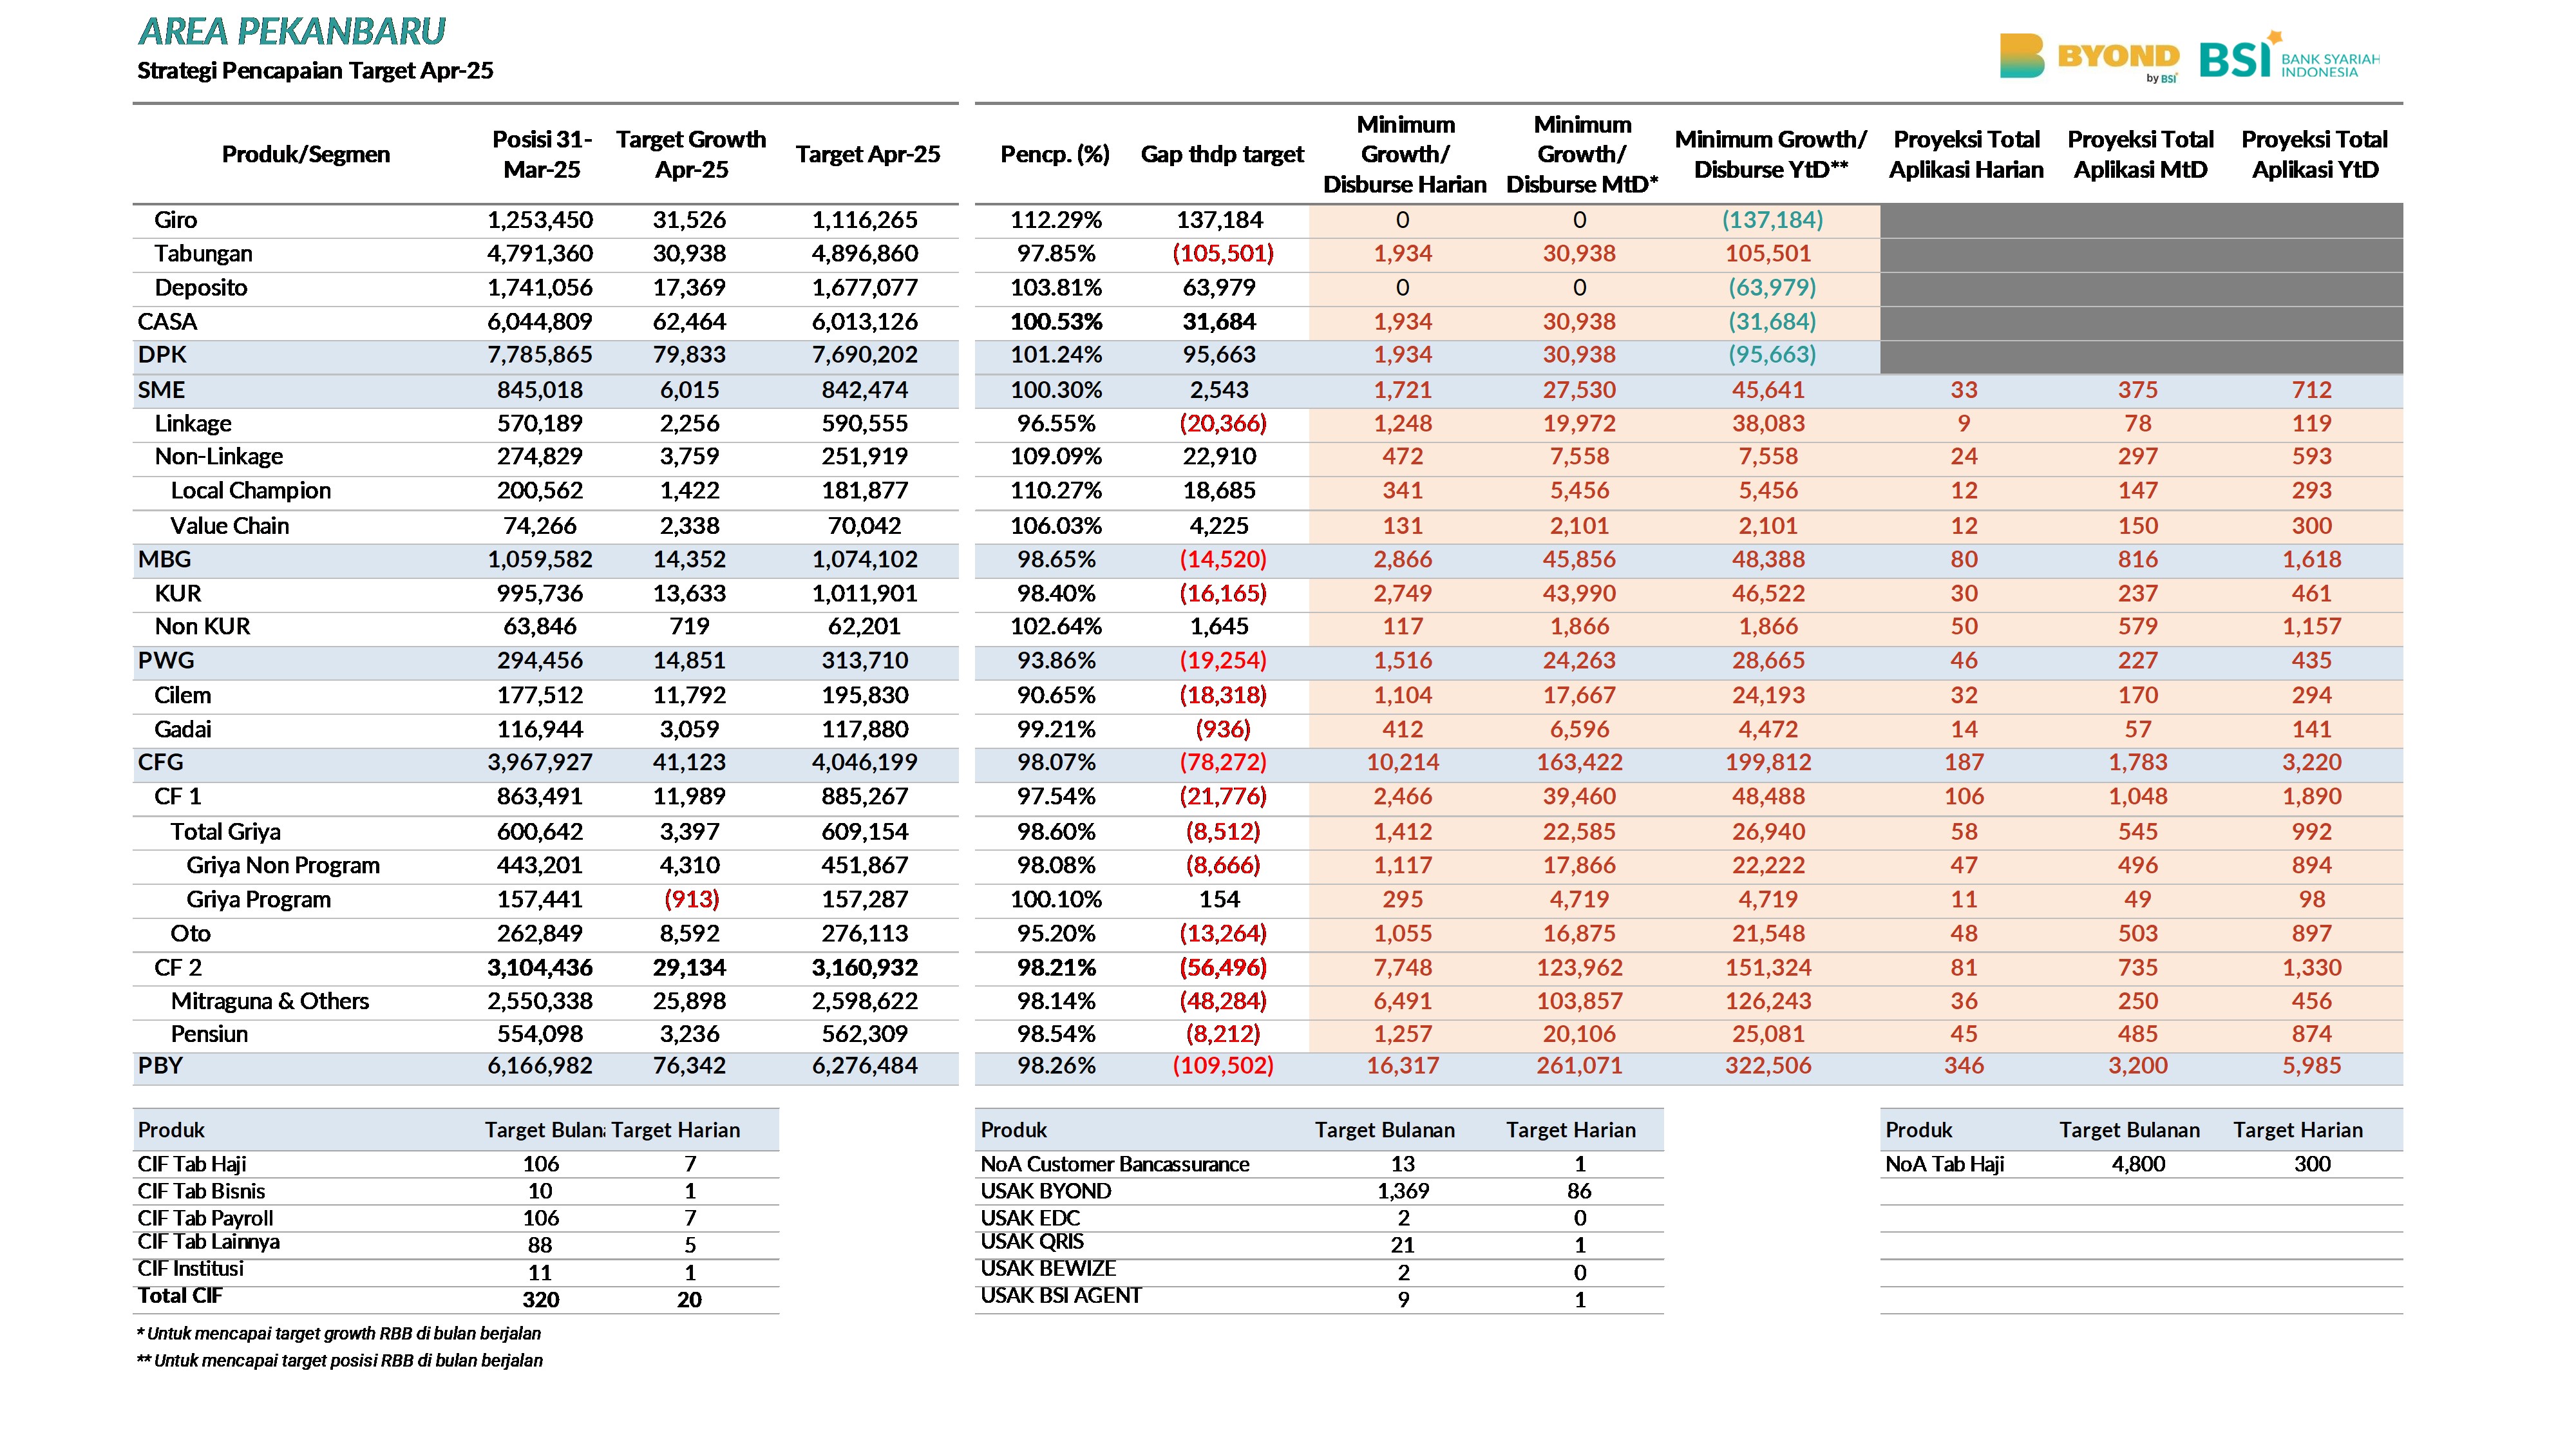 AREA PEKANBARU
Strategi Pencapaian Target Apr-25
BYOND
by BSI
BSI
BANK SYARIAH
INDONESIA
Produk/Segmen Posisi 31-Mar-25 Target Growth Apr-25 Target Apr-25 Pencp. (%) Gap thdp target Minimum Growth/ Disburse Harian Minimum Growth/ Disburse MtD* Minimum Growth/ Disburse YtD** Proyeksi Total Aplikasi Harian Proyeksi Total Aplikasi MtD Proyeksi Total Aplikasi YtD
Giro 1,253,450 31,526 1,116,265 112.29% 137,184 0 0 (137,184)
Tabungan 4,791,360 30,938 4,896,860 97.85% (105,501) 1,934 30,938 105,501
Deposito 1,741,056 17,369 1,677,077 103.81% 63,979 0 0 (63,979)
CASA 6,044,809 62,464 6,013,126 100.53% 31,684 1,934 30,938 (31,684)
DPK 7,785,865 79,833 7,690,202 101.24% 95,663 1,934 30,938 (95,663)
SME 845,018 6,015 842,474 100.30% 2,543 1,721 27,530 45,641 33 375 712
Linkage 570,189 2,256 590,555 96.55% (20,366) 1,248 19,972 38,083 9 78 119
Non-Linkage 274,829 3,759 251,919 109.09% 22,910 472 7,558 7,558 24 297 593
Local Champion 200,562 1,422 181,877 110.27% 18,685 341 5,456 5,456 12 147 293
Value Chain 74,266 2,338 70,042 106.03% 4,225 131 2,101 2,101 12 150 300
MBG 1,059,582 14,352 1,074,102 98.65% (14,520) 2,866 45,856 48,388 80 816 1,618
KUR 995,736 13,633 1,011,901 98.40% (16,165) 2,749 43,990 46,522 30 237 461
Non KUR 63,846 719 62,201 102.64% 1,645 117 1,866 1,866 50 579 1,157
PWG 294,456 14,851 313,710 93.86% (19,254) 1,516 24,263 28,665 46 227 435
Cilem 177,512 11,792 195,830 90.65% (18,318) 1,104 17,667 24,193 32 170 294
Gadai 116,944 3,059 117,880 99.21% (936) 412 6,596 4,472 14 57 141
CFG 3,967,927 41,123 4,046,199 98.07% (78,272) 10,214 163,422 199,812 187 1,783 3,220
CF 1 863,491 11,989 885,267 97.54% (21,776) 2,466 39,460 48,488 106 1,048 1,890
Total Griya 600,642 3,397 609,154 98.60% (8,512) 1,412 22,585 26,940 58 545 992
Griya Non Program 443,201 4,310 451,867 98.08% (8,666) 1,117 17,866 22,222 47 496 894
Griya Program 157,441 (913) 157,287 100.10% 154 295 4,719 4,719 11 49 98
Oto 262,849 8,592 276,113 95.20% (13,264) 1,055 16,875 21,548 48 503 897
CF 2 3,104,436 29,134 3,160,932 98.21% (56,496) 7,748 123,962 151,324 81 735 1,330
Mitraguna & Others 2,550,338 25,898 2,598,622 98.14% (48,284) 6,491 103,857 126,243 36 250 456
Pensiun 554,098 3,236 562,309 98.54% (8,212) 1,257 20,106 25,081 45 485 874
PBY 6,166,982 76,342 6,276,484 98.26% (109,502) 16,317 261,071 322,506 346 3,200 5,985
Produk Target Bulana Target Harian
CIF Tab Haji 106 7
CIF Tab Bisnis 10 1
CIF Tab Payroll 106 7
CIF Tab Lainnya 88 5
CIF Institusi 11 1
Total CIF 320 20
Produk Target Bulanan Target Harian
NoA Customer Bancassurance 13 1
USAK BYOND 1,369 86
USAK EDC 2 0
USAK QRIS 21 1
USAK BEWIZE 2 0
USAK BSI AGENT 9 1
Produk Target Bulanan Target Harian
NoA Tab Haji 4,800 300
* Untuk mencapai target growth RBB di bulan berjalan
** Untuk mencapai target posisi RBB di bulan berjalan